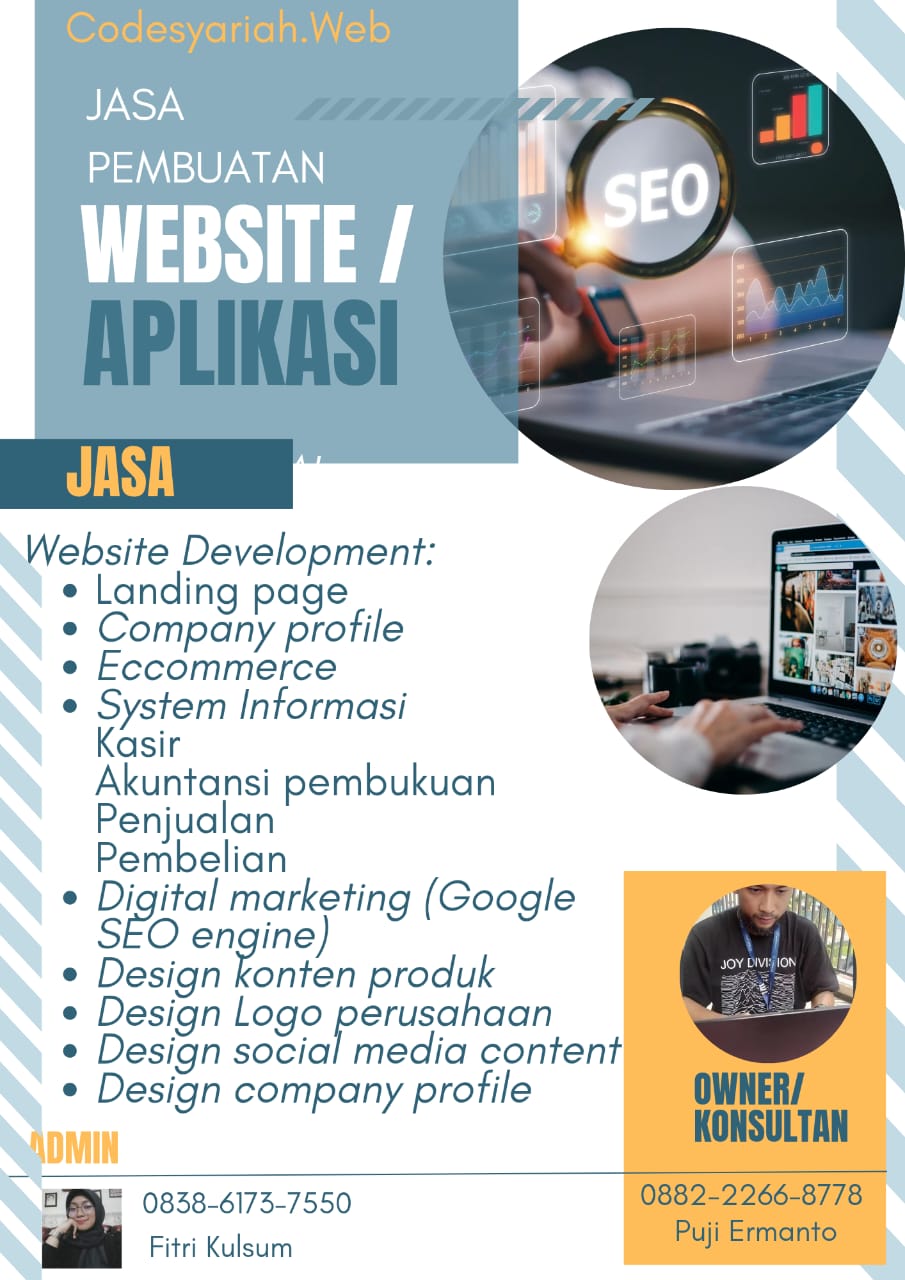 Codesyariah.Web
JASA
PEMBUATAN
WEBSITE /
APLIKASI
SEO
JASA
Website Development:
Landing page
Company profile
Eccommerce
System Informasi
Kasir
Akuntansi pembukuan
Penjualan
Pembelian
Digital marketing (Google
SEO engine)
Design konten produk
Design Logo perusahaan
Design social media content
Design company profile
JOY DIVISION
OWNER/
KONSULTAN
ADMIN
0838-6173-7550
Fitri Kulsum
0882-2266-8778
Puji Ermanto